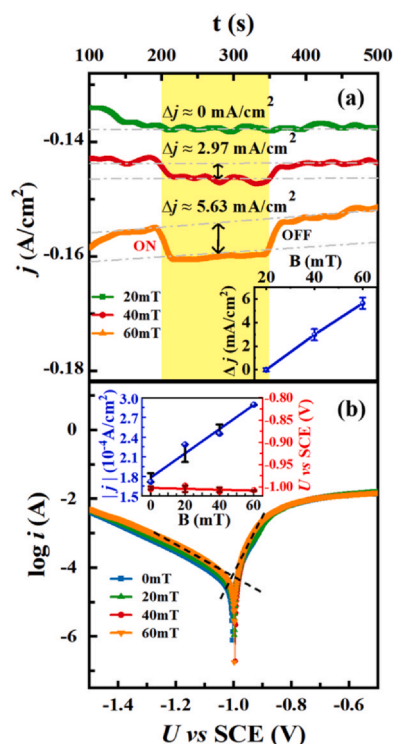 t (s)
100 200 300 400 500
(a)
Δj ≈ 0 mA/cm²
-0.14
Δj ≈ 2.97 mA/cm²
Δj ≈ 5.63 mA/cm²
j (A/cm²)
-0.16
ON
OFF
B (mT)
20 40 60
20mT
40mT
60mT
Δj (mA/cm²)
6
4
2
0
-0.18
(b)
|j| (10⁻⁴A/cm²)
3.0
2.7
2.4
2.1
1.8
1.5
-0.80
-0.85
-0.90
-0.95
-1.00
U vs SCE (V)
0 20 40 60
B (mT)
log i (A)
0
-2
-4
-6
0mT
20mT
40mT
60mT
-1.4 -1.2 -1.0 -0.8 -0.6
U vs SCE (V)